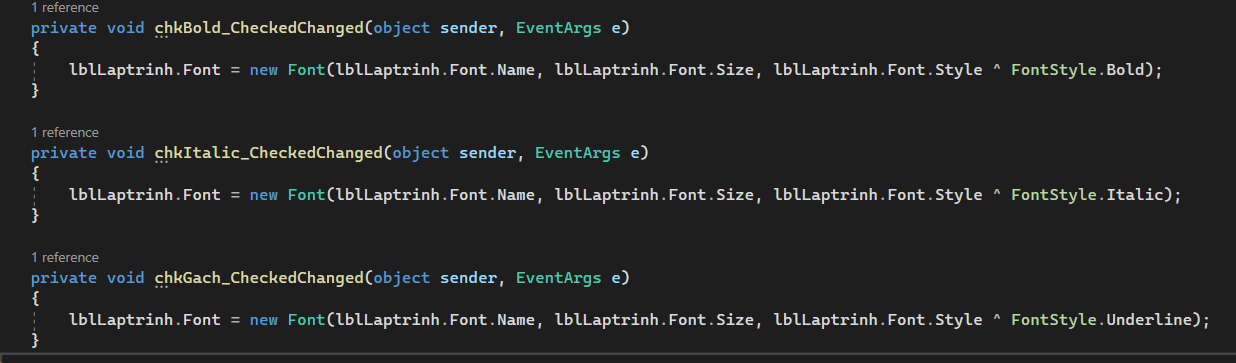 1 reference
private void chkBold_CheckedChanged(object sender, EventArgs e)
{
lblLaptrinh.Font = new Font(lblLaptrinh.Font.Name, lblLaptrinh.Font.Size, lblLaptrinh.Font.Style ^ FontStyle.Bold);
}
1 reference
private void chkItalic_CheckedChanged(object sender, EventArgs e)
{
lblLaptrinh.Font = new Font(lblLaptrinh.Font.Name, lblLaptrinh.Font.Size, lblLaptrinh.Font.Style ^ FontStyle.Italic);
}
1 reference
private void chkGach_CheckedChanged(object sender, EventArgs e)
{
lblLaptrinh.Font = new Font(lblLaptrinh.Font.Name, lblLaptrinh.Font.Size, lblLaptrinh.Font.Style ^ FontStyle.Underline);
}